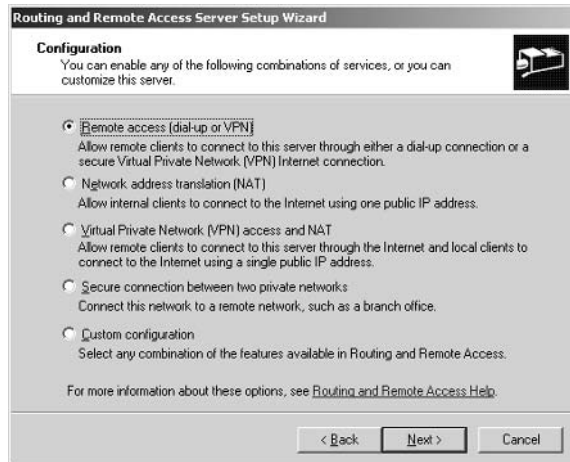 Routing and Remote Access Server Setup Wizard
Configuration
You can enable any of the following combinations of services, or you can
customize this server.
Remote access (dial-up or VPN)
Allow remote clients to connect to this server through either a dial-up connection or a
secure Virtual Private Network (VPN) Internet connection.
Network address translation (NAT)
Allow internal clients to connect to the Internet using one public IP address.
Virtual Private Network (VPN) access and NAT
Allow remote clients to connect to this server through the Internet and local clients to
connect to the Internet using a single public IP address.
Secure connection between two private networks
Connect this network to a remote network, such as a branch office.
Custom configuration
Select any combination of the features available in Routing and Remote Access.
For more information about these options, see Routing and Remote Access Help.
< Back Next > Cancel